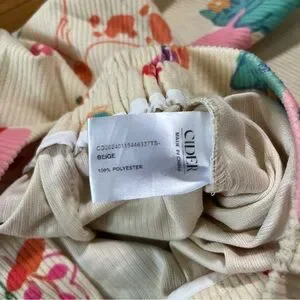 BEIGE
100% POLYESTER
CIDER
MADE IN CHINA